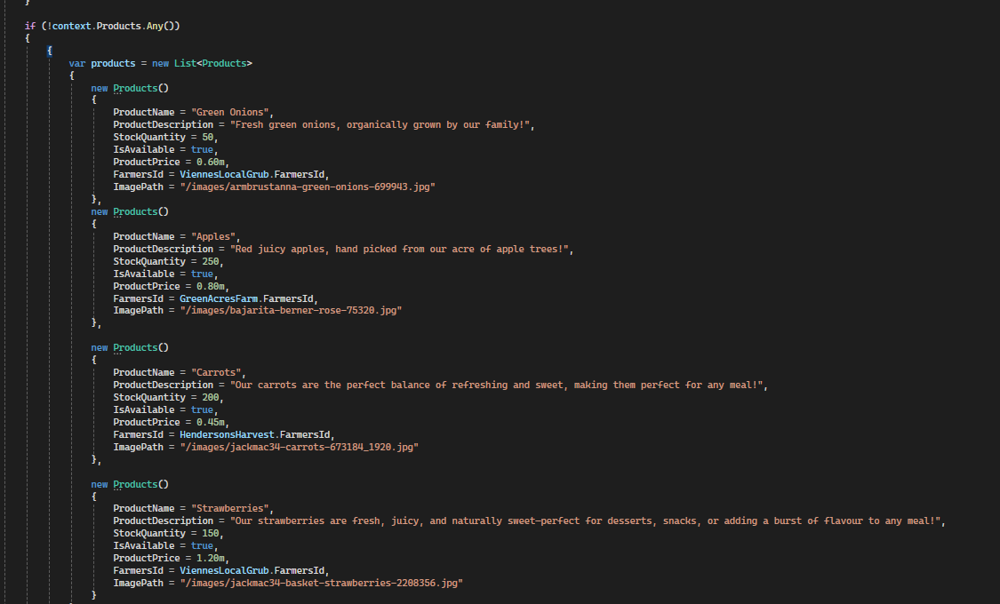 }
if (!context.Products.Any())
{
{
var products = new List<Products>
{
new Products()
{
ProductName = "Green Onions",
ProductDescription = "Fresh green onions, organically grown by our family!",
StockQuantity = 50,
IsAvailable = true,
ProductPrice = 0.60m,
FarmersId = ViennesLocalGrub.FarmersId,
ImagePath = "/images/armbrustanna-green-onions-699943.jpg"
},
new Products()
{
ProductName = "Apples",
ProductDescription = "Red juicy apples, hand picked from our acre of apple trees!",
StockQuantity = 250,
IsAvailable = true,
ProductPrice = 0.80m,
FarmersId = GreenAcresFarm.FarmersId,
ImagePath = "/images/bajarita-berner-rose-75320.jpg"
},
new Products()
{
ProductName = "Carrots",
ProductDescription = "Our carrots are the perfect balance of refreshing and sweet, making them perfect for any meal!",
StockQuantity = 200,
IsAvailable = true,
ProductPrice = 0.45m,
FarmersId = HendersonsHarvest.FarmersId,
ImagePath = "/images/jackmac34-carrots-673184_1920.jpg"
},
new Products()
{
ProductName = "Strawberries",
ProductDescription = "Our strawberries are fresh, juicy, and naturally sweet—perfect for desserts, snacks, or adding a burst of flavour to any meal!",
StockQuantity = 150,
IsAvailable = true,
ProductPrice = 1.20m,
FarmersId = ViennesLocalGrub.FarmersId,
ImagePath = "/images/jackmac34-basket-strawberries-2208356.jpg"
}